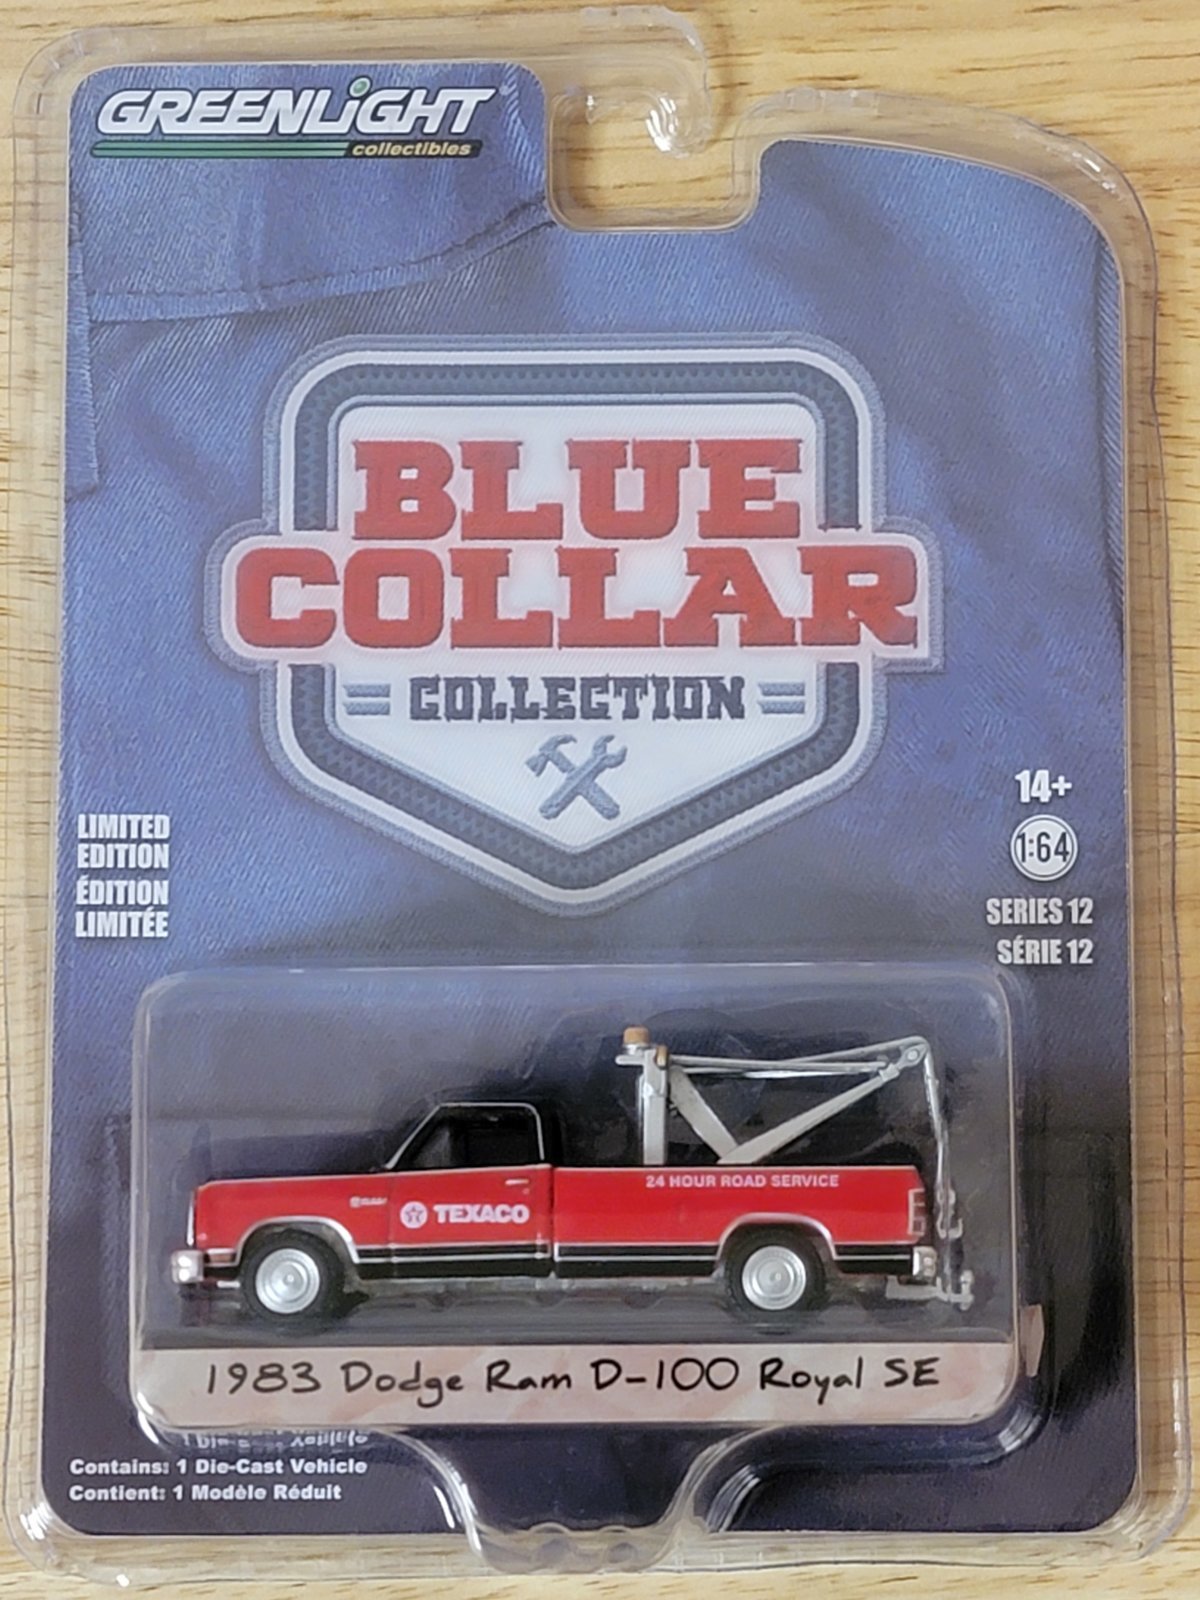 GREENLiGHT
collectibles
BLUE
COLLAR
COLLECTION
14+
1:64
SERIES 12
SÉRIE 12
LIMITED
EDITION
ÉDITION
LIMITÉE
24 HOUR ROAD SERVICE
TEXACO
1983 Dodge Ram D-100 Royal SE
Contains: 1 Die-Cast Vehicle
Contient: 1 Modèle Réduit